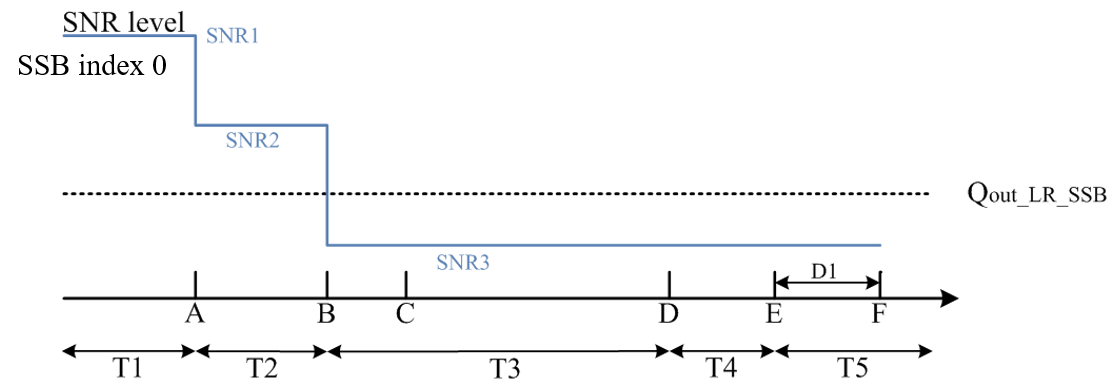 SNR level
SNR1
SSB index 0
SNR2
Qout_LR_SSB
SNR3
D1
A B C D E F
T1 T2 T3 T4 T5